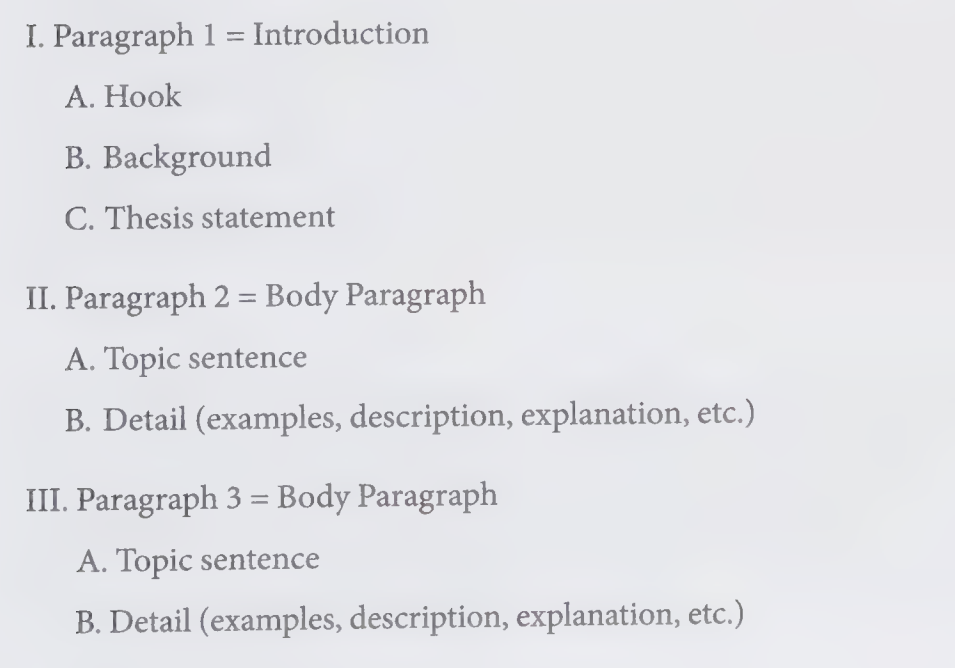 I. Paragraph 1 = Introduction
A. Hook
B. Background
C. Thesis statement
II. Paragraph 2 = Body Paragraph
A. Topic sentence
B. Detail (examples, description, explanation, etc.)
III. Paragraph 3 = Body Paragraph
A. Topic sentence
B. Detail (examples, description, explanation, etc.)